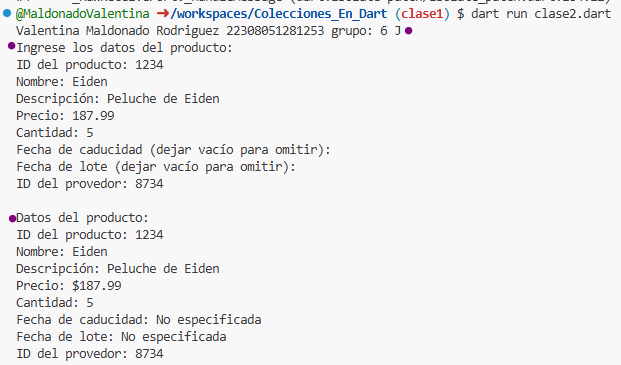 @MaldonadoValentina ➜/workspaces/Colecciones_En_Dart (clase1) $ dart run clase2.dart
Valentina Maldonado Rodriguez 22308051281253 grupo: 6 J
Ingrese los datos del producto:
ID del producto: 1234
Nombre: Eiden
Descripción: Peluche de Eiden
Precio: 187.99
Cantidad: 5
Fecha de caducidad (dejar vacío para omitir):
Fecha de lote (dejar vacío para omitir):
ID del provedor: 8734
Datos del producto:
ID del producto: 1234
Nombre: Eiden
Descripción: Peluche de Eiden
Precio: $187.99
Cantidad: 5
Fecha de caducidad: No especificada
Fecha de lote: No especificada
ID del provedor: 8734